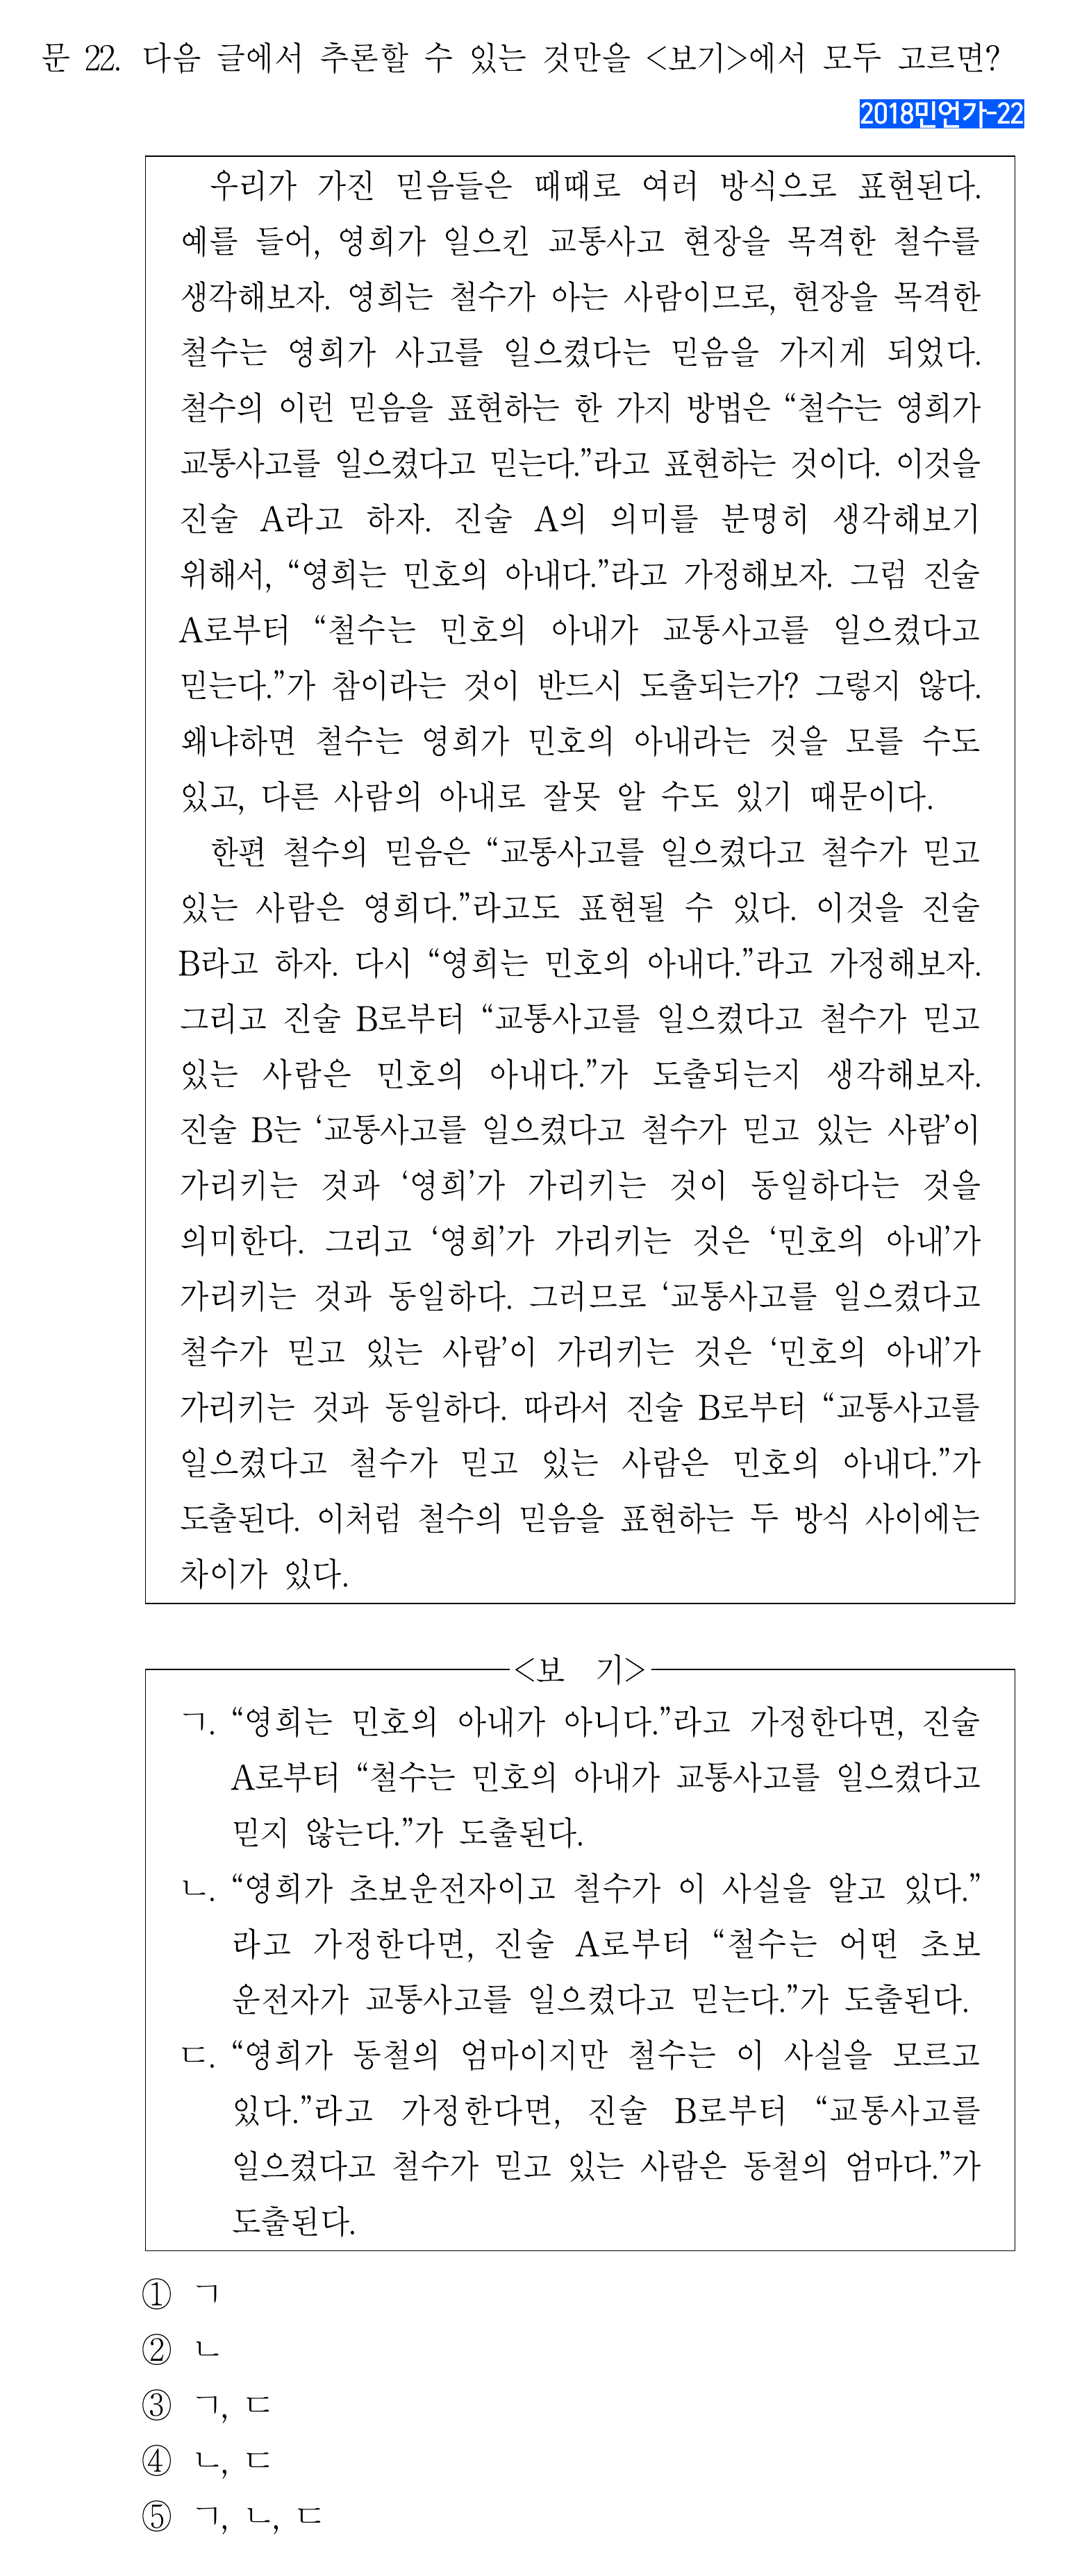 문 22. 다음 글에서 추론할 수 있는 것만을 <보기>에서 모두 고르면?
2018민언가-22
우리가 가진 믿음들은 때때로 여러 방식으로 표현된다.
예를 들어, 영희가 일으킨 교통사고 현장을 목격한 철수를
생각해보자. 영희는 철수가 아는 사람이므로, 현장을 목격한
철수는 영희가 사고를 일으켰다는 믿음을 가지게 되었다.
철수의 이런 믿음을 표현하는 한 가지 방법은 “철수는 영희가
교통사고를 일으켰다고 믿는다.”라고 표현하는 것이다. 이것을
진술 A라고 하자. 진술 A의 의미를 분명히 생각해보기
위해서, “영희는 민호의 아내다.”라고 가정해보자. 그럼 진술
A로부터 “철수는 민호의 아내가 교통사고를 일으켰다고
믿는다.”가 참이라는 것이 반드시 도출되는가? 그렇지 않다.
왜냐하면 철수는 영희가 민호의 아내라는 것을 모를 수도
있고, 다른 사람의 아내로 잘못 알 수도 있기 때문이다.
한편 철수의 믿음은 “교통사고를 일으켰다고 철수가 믿고
있는 사람은 영희다.”라고도 표현될 수 있다. 이것을 진술
B라고 하자. 다시 “영희는 민호의 아내다.”라고 가정해보자.
그리고 진술 B로부터 “교통사고를 일으켰다고 철수가 믿고
있는 사람은 민호의 아내다.”가 도출되는지 생각해보자.
진술 B는 ‘교통사고를 일으켰다고 철수가 믿고 있는 사람’이
가리키는 것과 ‘영희’가 가리키는 것이 동일하다는 것을
의미한다. 그리고 ‘영희’가 가리키는 것은 ‘민호의 아내’가
가리키는 것과 동일하다. 그러므로 ‘교통사고를 일으켰다고
철수가 믿고 있는 사람’이 가리키는 것은 ‘민호의 아내’가
가리키는 것과 동일하다. 따라서 진술 B로부터 “교통사고를
일으켰다고 철수가 믿고 있는 사람은 민호의 아내다.”가
도출된다. 이처럼 철수의 믿음을 표현하는 두 방식 사이에는
차이가 있다.
<보 기>
ㄱ. “영희는 민호의 아내가 아니다.”라고 가정한다면, 진술
A로부터 “철수는 민호의 아내가 교통사고를 일으켰다고
믿지 않는다.”가 도출된다.
ㄴ. “영희가 초보운전자이고 철수가 이 사실을 알고 있다.”
라고 가정한다면, 진술 A로부터 “철수는 어떤 초보
운전자가 교통사고를 일으켰다고 믿는다.”가 도출된다.
ㄷ. “영희가 동철의 엄마이지만 철수는 이 사실을 모르고
있다.”라고 가정한다면, 진술 B로부터 “교통사고를
일으켰다고 철수가 믿고 있는 사람은 동철의 엄마다.”가
도출된다.
① ㄱ
② ㄴ
③ ㄱ, ㄷ
④ ㄴ, ㄷ
⑤ ㄱ, ㄴ, ㄷ